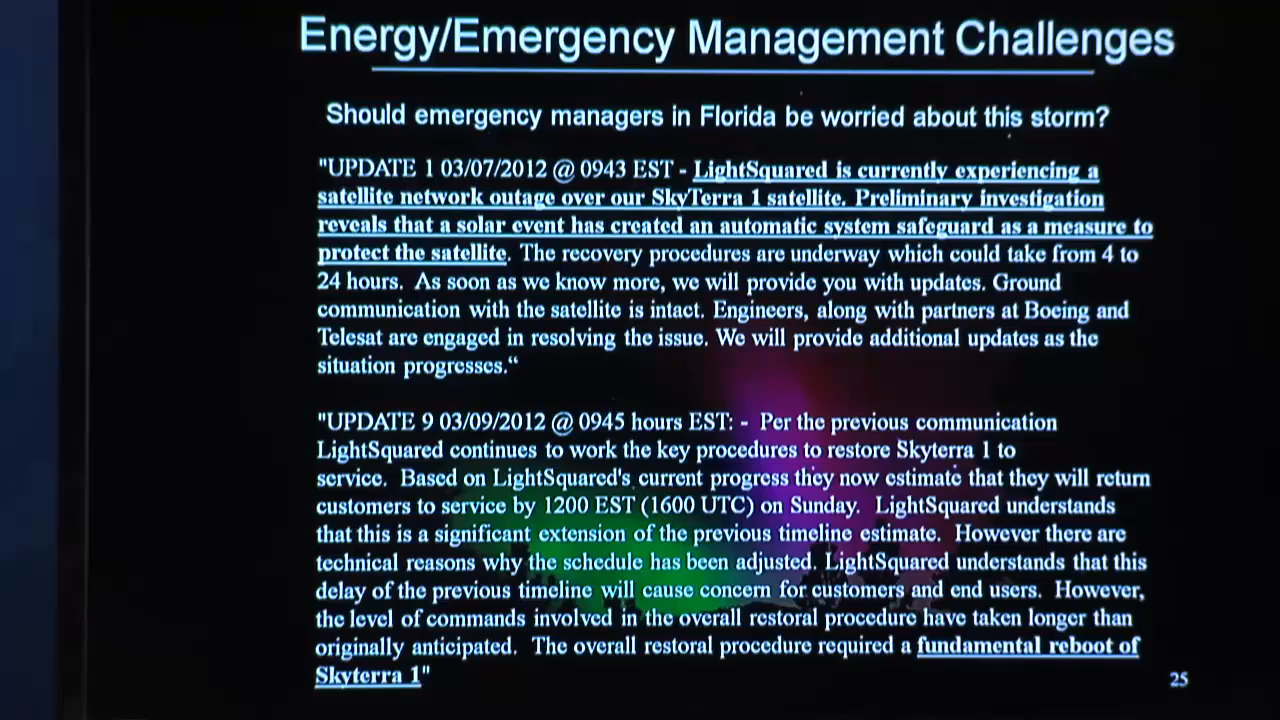 Energy/Emergency Management Challenges
Should emergency managers in Florida be worried about this storm?
"UPDATE 1 03/07/2012 @ 0943 EST - LightSquared is currently experiencing a
satellite network outage over our SkyTerra 1 satellite. Preliminary investigation
reveals that a solar event has created an automatic system safeguard as a measure to
protect the satellite. The recovery procedures are underway which could take from 4 to
24 hours. As soon as we know more, we will provide you with updates. Ground
communication with the satellite is intact. Engineers, along with partners at Boeing and
Telesat are engaged in resolving the issue. We will provide additional updates as the
situation progresses.“
"UPDATE 9 03/09/2012 @ 0945 hours EST: - Per the previous communication
LightSquared continues to work the key procedures to restore Skyterra 1 to
service. Based on LightSquared's current progress they now estimate that they will return
customers to service by 1200 EST (1600 UTC) on Sunday. LightSquared understands
that this is a significant extension of the previous timeline estimate. However there are
technical reasons why the schedule has been adjusted. LightSquared understands that this
delay of the previous timeline will cause concern for customers and end users. However,
the level of commands involved in the overall restoral procedure have taken longer than
originally anticipated. The overall restoral procedure required a fundamental reboot of
Skyterra 1"
25